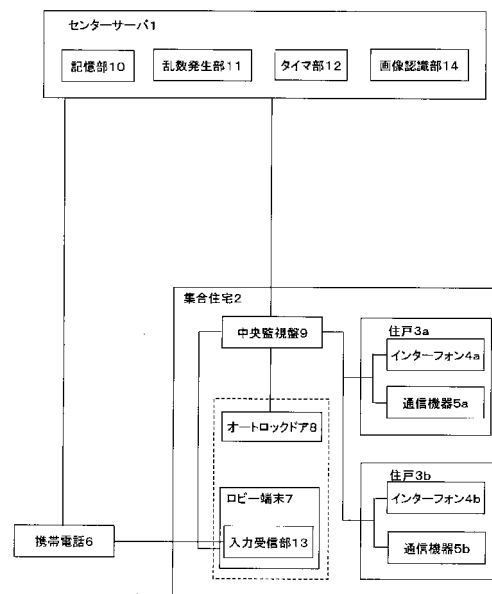 センターサーバ1
記憶部10
乱数発生部11
タイマ部12
画像認識部14
集合住宅2
中央監視盤9
住戸3a
インターフォン4a
通信機器5a
オートロックドア8
ロビー端末7
入力受信部13
住戸3b
インターフォン4b
通信機器5b
携帯電話6